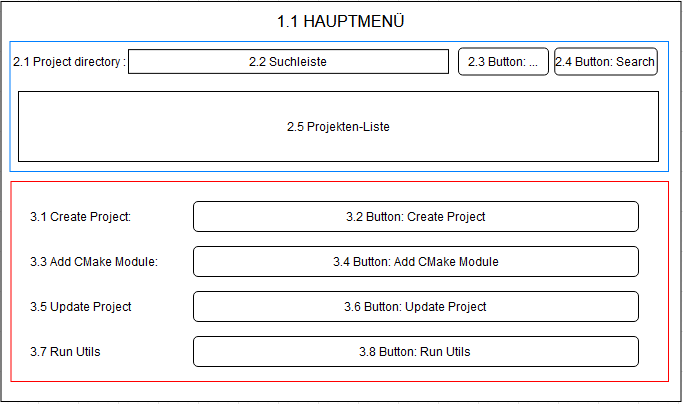 1.1 HAUPTMENÜ
2.1 Project directory : 2.2 Suchleiste 2.3 Button: ... 2.4 Button: Search
2.5 Projekten-Liste
3.1 Create Project: 3.2 Button: Create Project
3.3 Add CMake Module: 3.4 Button: Add CMake Module
3.5 Update Project 3.6 Button: Update Project
3.7 Run Utils 3.8 Button: Run Utils